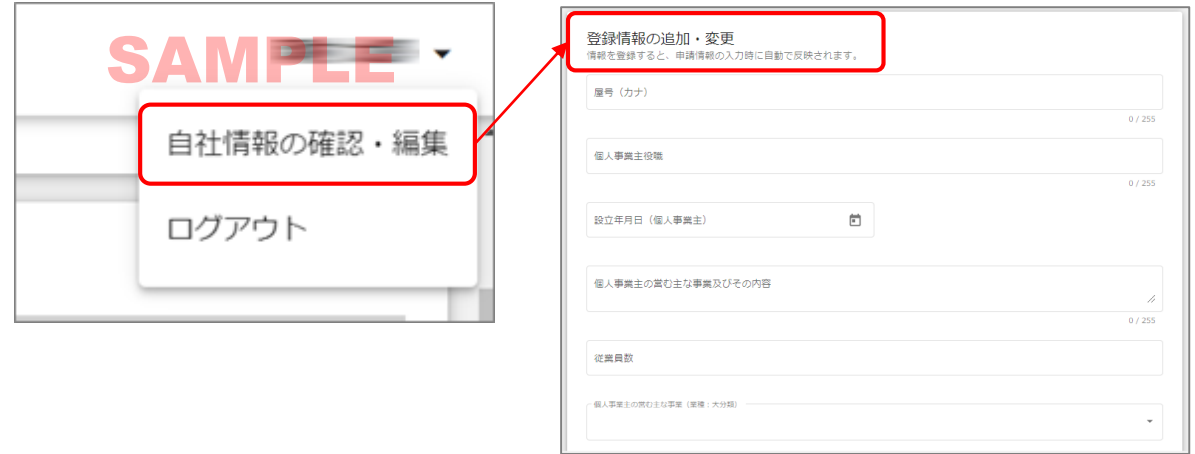 SAMPLE
自社情報の確認・編集
ログアウト
登録情報の追加・変更
情報を登録すると、申請情報の入力時に自動で反映されます。
屋号（カナ）
0 / 255
個人事業主役職
0 / 255
設立年月日（個人事業主）
個人事業主の営む主な事業及びその内容
0 / 255
従業員数
個人事業主の営む主な事業（業種：大分類）